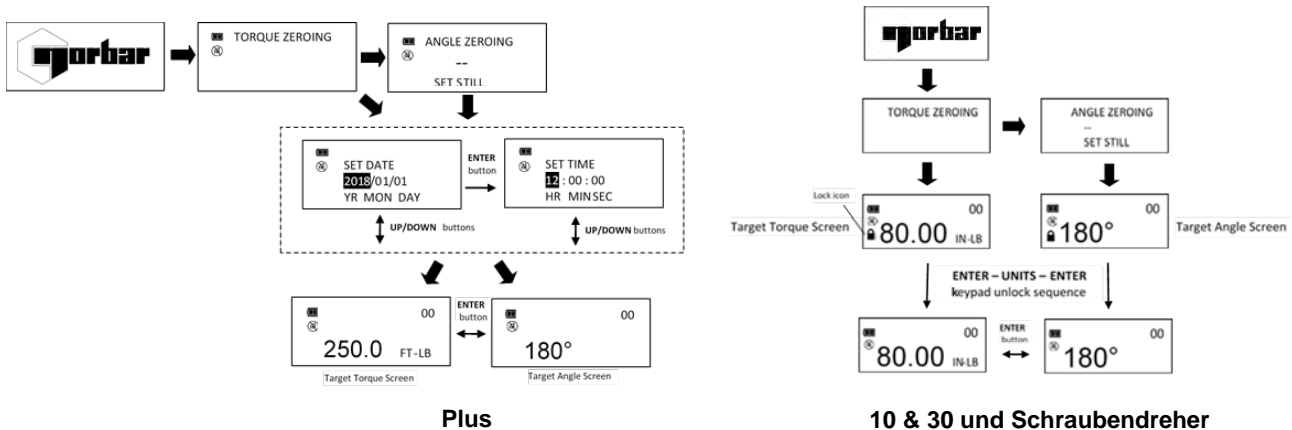 norbar
TORQUE ZEROING
ANGLE ZEROING
--
SET STILL
SET DATE
2018/01/01
YR MON DAY
ENTER
button
SET TIME
12 : 00 : 00
HR MIN SEC
UP/DOWN buttons
UP/DOWN buttons
00
250.0 FT-LB
Target Torque Screen
ENTER
button
00
180°
Target Angle Screen
Plus
norbar
TORQUE ZEROING
ANGLE ZEROING
--
SET STILL
Lock icon
Target Torque Screen
00
80.00 IN-LB
00
180°
Target Angle Screen
ENTER – UNITS – ENTER
keypad unlock sequence
00
80.00 IN-LB
ENTER
button
00
180°
10 & 30 und Schraubendreher